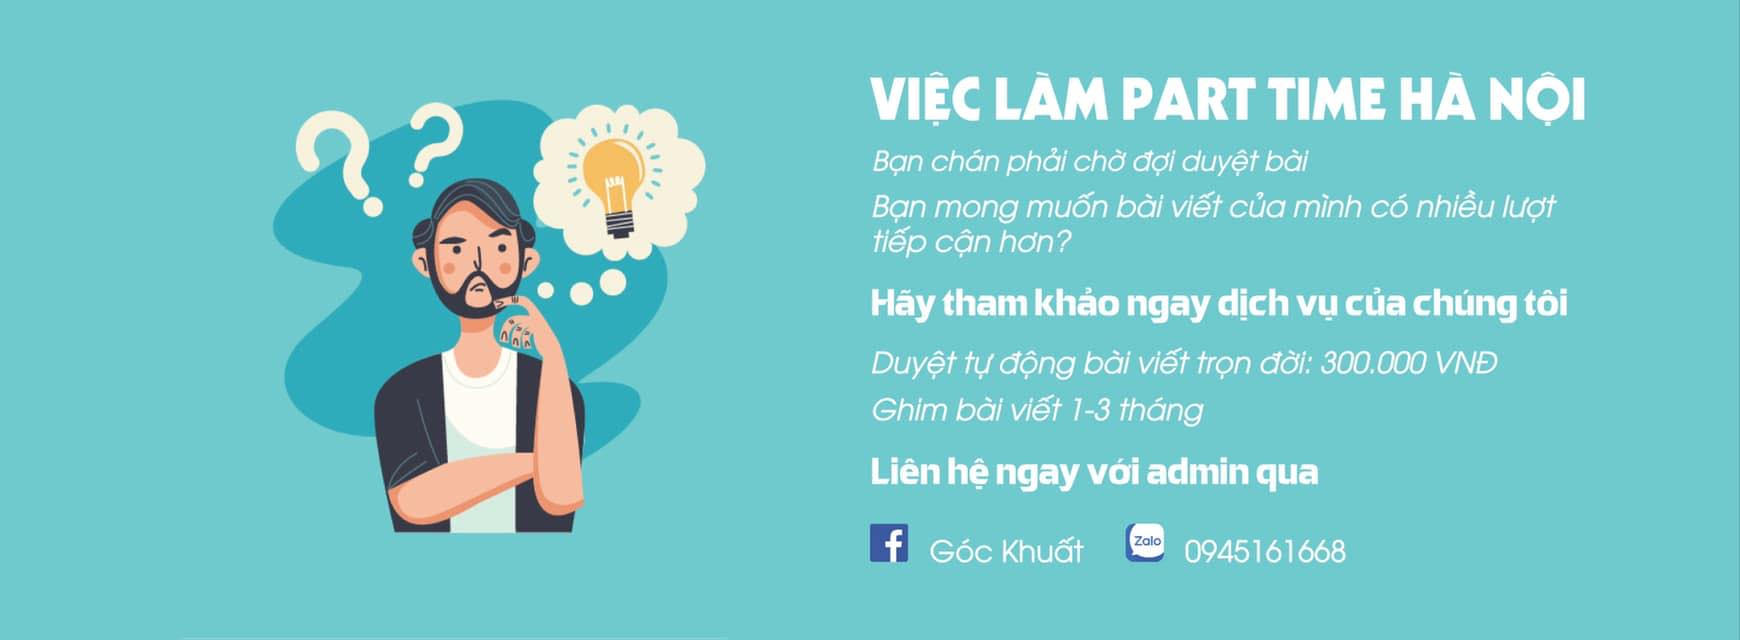 VIỆC LÀM PART TIME HÀ NỘI
Bạn chán phải chờ đợi duyệt bài
Bạn mong muốn bài viết của mình có nhiều lượt
tiếp cận hơn?
Hãy tham khảo ngay dịch vụ của chúng tôi
Duyệt tự động bài viết trọn đời: 300.000 VNĐ
Ghim bài viết 1-3 tháng
Liên hệ ngay với admin qua
f Góc Khuất Zalo 0945161668